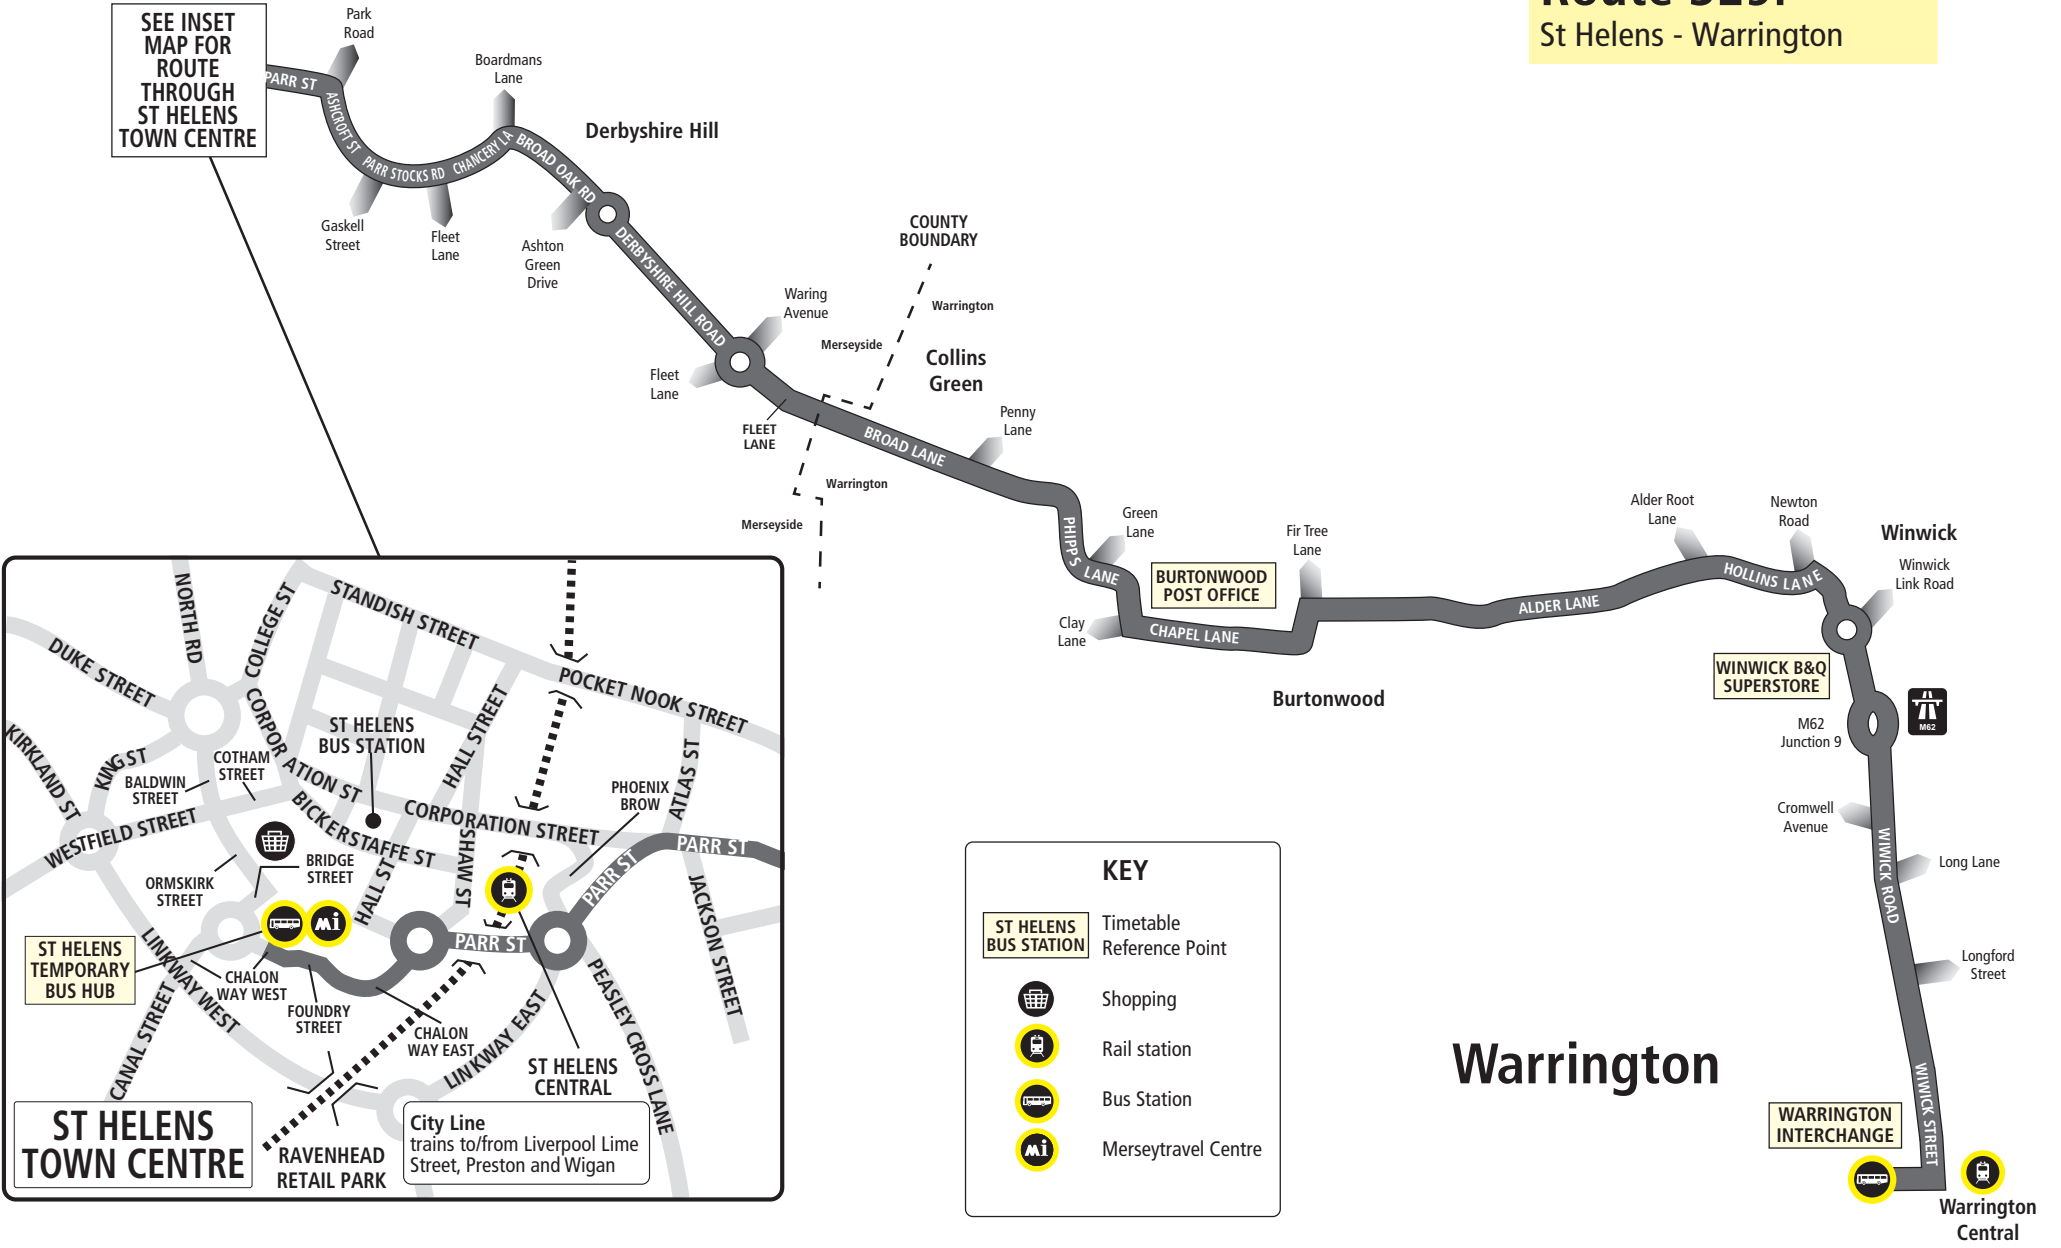 St Helens - Warrington
SEE INSET
MAP FOR
ROUTE
THROUGH
ST HELENS
TOWN CENTRE
Park
Road
PARR ST
ASHCROFT ST
PARR STOCKS RD
CHANCERY LA
Boardmans
Lane
BROAD OAK RD
Derbyshire Hill
Gaskell
Street
Fleet
Lane
Ashton
Green
Drive
DERBYSHIRE HILL ROAD
COUNTY
BOUNDARY
Waring
Avenue
Warrington
Merseyside
Collins
Green
Fleet
Lane
FLEET
LANE
BROAD LANE
Penny
Lane
Warrington
Merseyside
PHIPPS LANE
Green
Lane
BURTONWOOD
POST OFFICE
Fir Tree
Lane
Clay
Lane
CHAPEL LANE
Burtonwood
ALDER LANE
Alder Root
Lane
Newton
Road
HOLLINS LANE
Winwick
Winwick
Link Road
WINWICK B&Q
SUPERSTORE
M62
Junction 9
M62
Cromwell
Avenue
WIWICK ROAD
Long Lane
Longford
Street
Warrington
WIWICK STREET
WARRINGTON
INTERCHANGE
Warrington
Central
NORTH RD
COLLEGE ST
STANDISH STREET
DUKE STREET
POCKET NOOK STREET
CORPORATION ST
ST HELENS
BUS STATION
HALL STREET
KIRKLAND ST
KING ST
COTHAM
STREET
BALDWIN
STREET
ATLAS ST
PHOENIX
BROW
BICKERSTAFFE ST
CORPORATION STREET
WESTFIELD STREET
SHAW ST
PARR ST
PARR ST
BRIDGE
STREET
ORMSKIRK
STREET
HALL ST
Mi
JACKSON STREET
PARR ST
ST HELENS
TEMPORARY
BUS HUB
LINKWAY WEST
CHALON
WAY WEST
FOUNDRY
STREET
CHALON
WAY EAST
LINKWAY EAST
PEASLEY CROSS LANE
CANAL STREET
ST HELENS
CENTRAL
ST HELENS
TOWN CENTRE
RAVENHEAD
RETAIL PARK
City Line
trains to/from Liverpool Lime
Street, Preston and Wigan
KEY
ST HELENS
BUS STATION
Timetable
Reference Point
Shopping
Rail station
Bus Station
Mi
Merseytravel Centre